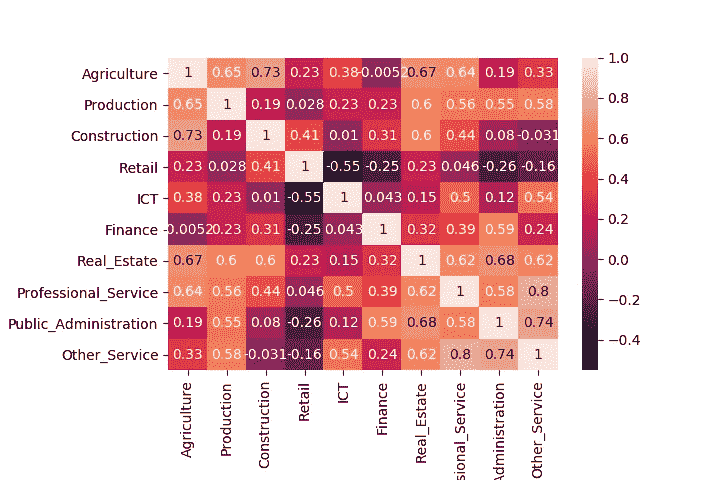 Agriculture 1 0.65 0.73 0.23 0.38 -0.0052 0.67 0.64 0.19 0.33
Production 0.65 1 0.19 0.028 0.23 0.23 0.6 0.56 0.55 0.58
Construction 0.73 0.19 1 0.41 0.01 0.31 0.6 0.44 0.08 -0.031
Retail 0.23 0.028 0.41 1 -0.55 -0.25 0.23 0.046 -0.26 -0.16
ICT 0.38 0.23 0.01 -0.55 1 0.043 0.15 0.5 0.12 0.54
Finance -0.0052 0.23 0.31 -0.25 0.043 1 0.32 0.39 0.59 0.24
Real_Estate 0.67 0.6 0.6 0.23 0.15 0.32 1 0.62 0.68 0.62
Professional_Service 0.64 0.56 0.44 0.046 0.5 0.39 0.62 1 0.58 0.8
Public_Administration 0.19 0.55 0.08 -0.26 0.12 0.59 0.68 0.58 1 0.74
Other_Service 0.33 0.58 -0.031 -0.16 0.54 0.24 0.62 0.8 0.74 1
Agriculture
Production
Construction
Retail
ICT
Finance
Real_Estate
sional_Service
Administration
Other_Service
1.0
0.8
0.6
0.4
0.2
0.0
−0.2
−0.4